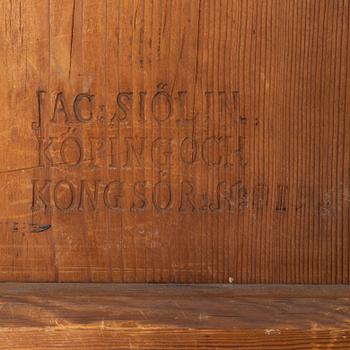 JAC: SIÖLIN.
KÖPING OCH
KONGSÖR: